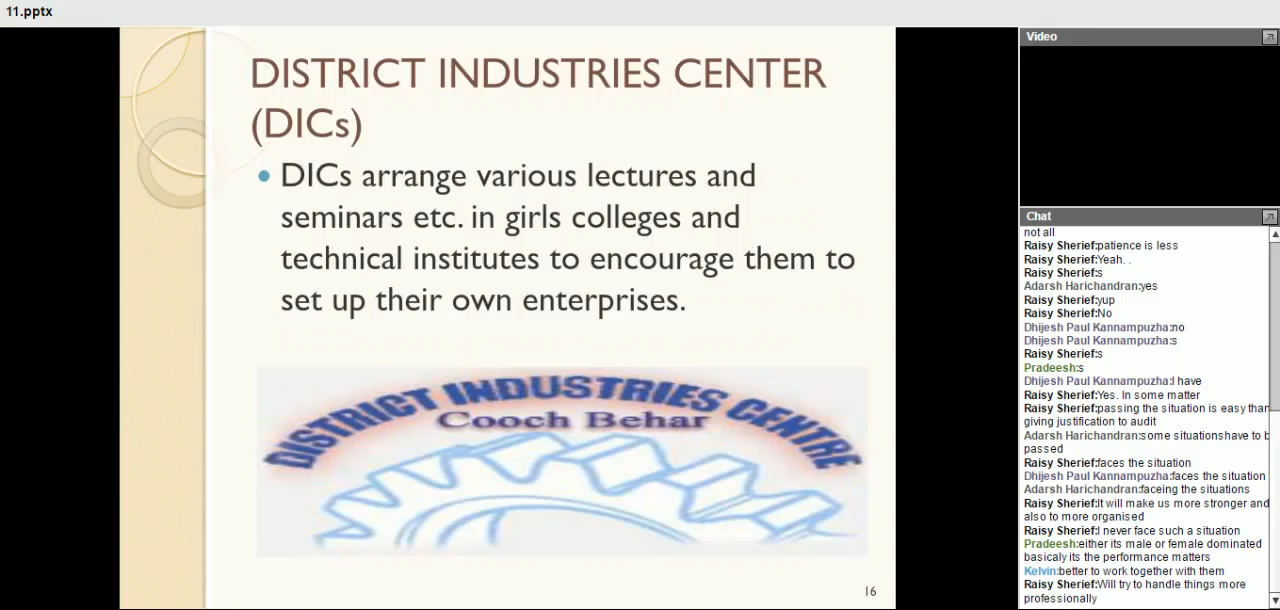 11.pptx
DISTRICT INDUSTRIES CENTER
(DICs)
DICs arrange various lectures and
seminars etc. in girls colleges and
technical institutes to encourage them to
set up their own enterprises.
DISTRICT INDUSTRIES CENTRE
Cooch Behar
16
Video
Chat
not all
Raisy Sherief:patience is less
Raisy Sherief:Yeah. .
Raisy Sherief:s
Adarsh Harichandran:yes
Raisy Sherief:yup
Raisy Sherief:No
Dhijesh Paul Kannampuzha:no
Dhijesh Paul Kannampuzha:s
Raisy Sherief:s
Pradeesh:s
Dhijesh Paul Kannampuzha:I have
Raisy Sherief:Yes. In some matter
Raisy Sherief:passing the situation is easy than
giving justification to audit
Adarsh Harichandran:some situations have to b
passed
Raisy Sherief:faces the situation
Dhijesh Paul Kannampuzha:faces the situation
Adarsh Harichandran:faceing the situations
Raisy Sherief:It will make us more stronger and
also to more organised
Raisy Sherief:I never face such a situation
Pradeesh:either its male or female dominated
basicaly its the performance matters
Kelvin:better to work together with them
Raisy Sherief:Will try to handle things more
professionally